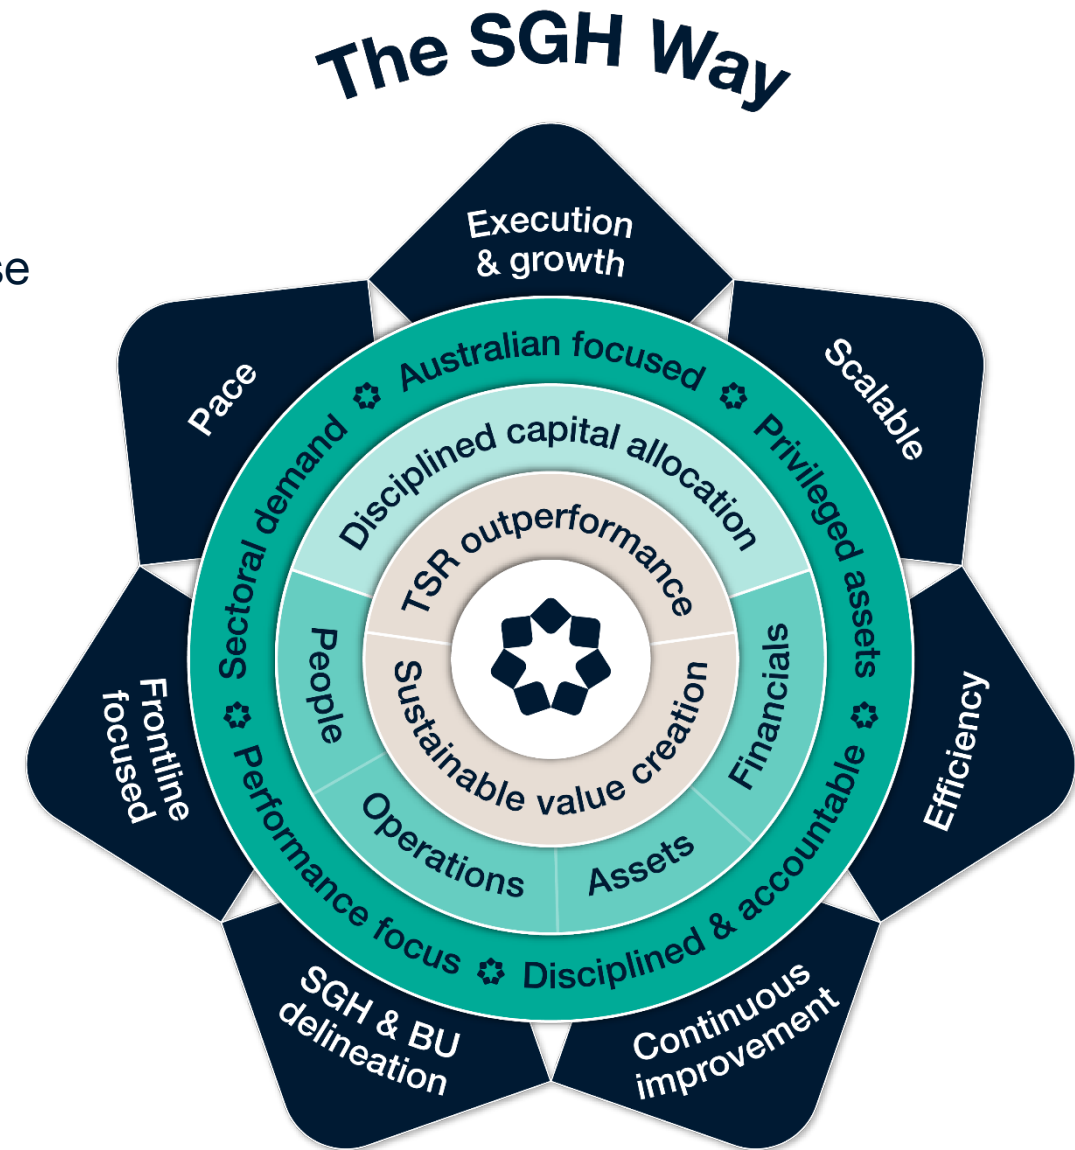 The SGH Way
se
Execution
& growth
Scalable
Efficiency
Continuous
improvement
SGH & BU
delineation
Frontline
focused
Pace
Australian focused
Privileged assets
Disciplined & accountable
Performance focus
Sectoral demand
Disciplined capital allocation
Financials
Assets
Operations
People
TSR outperformance
Sustainable value creation